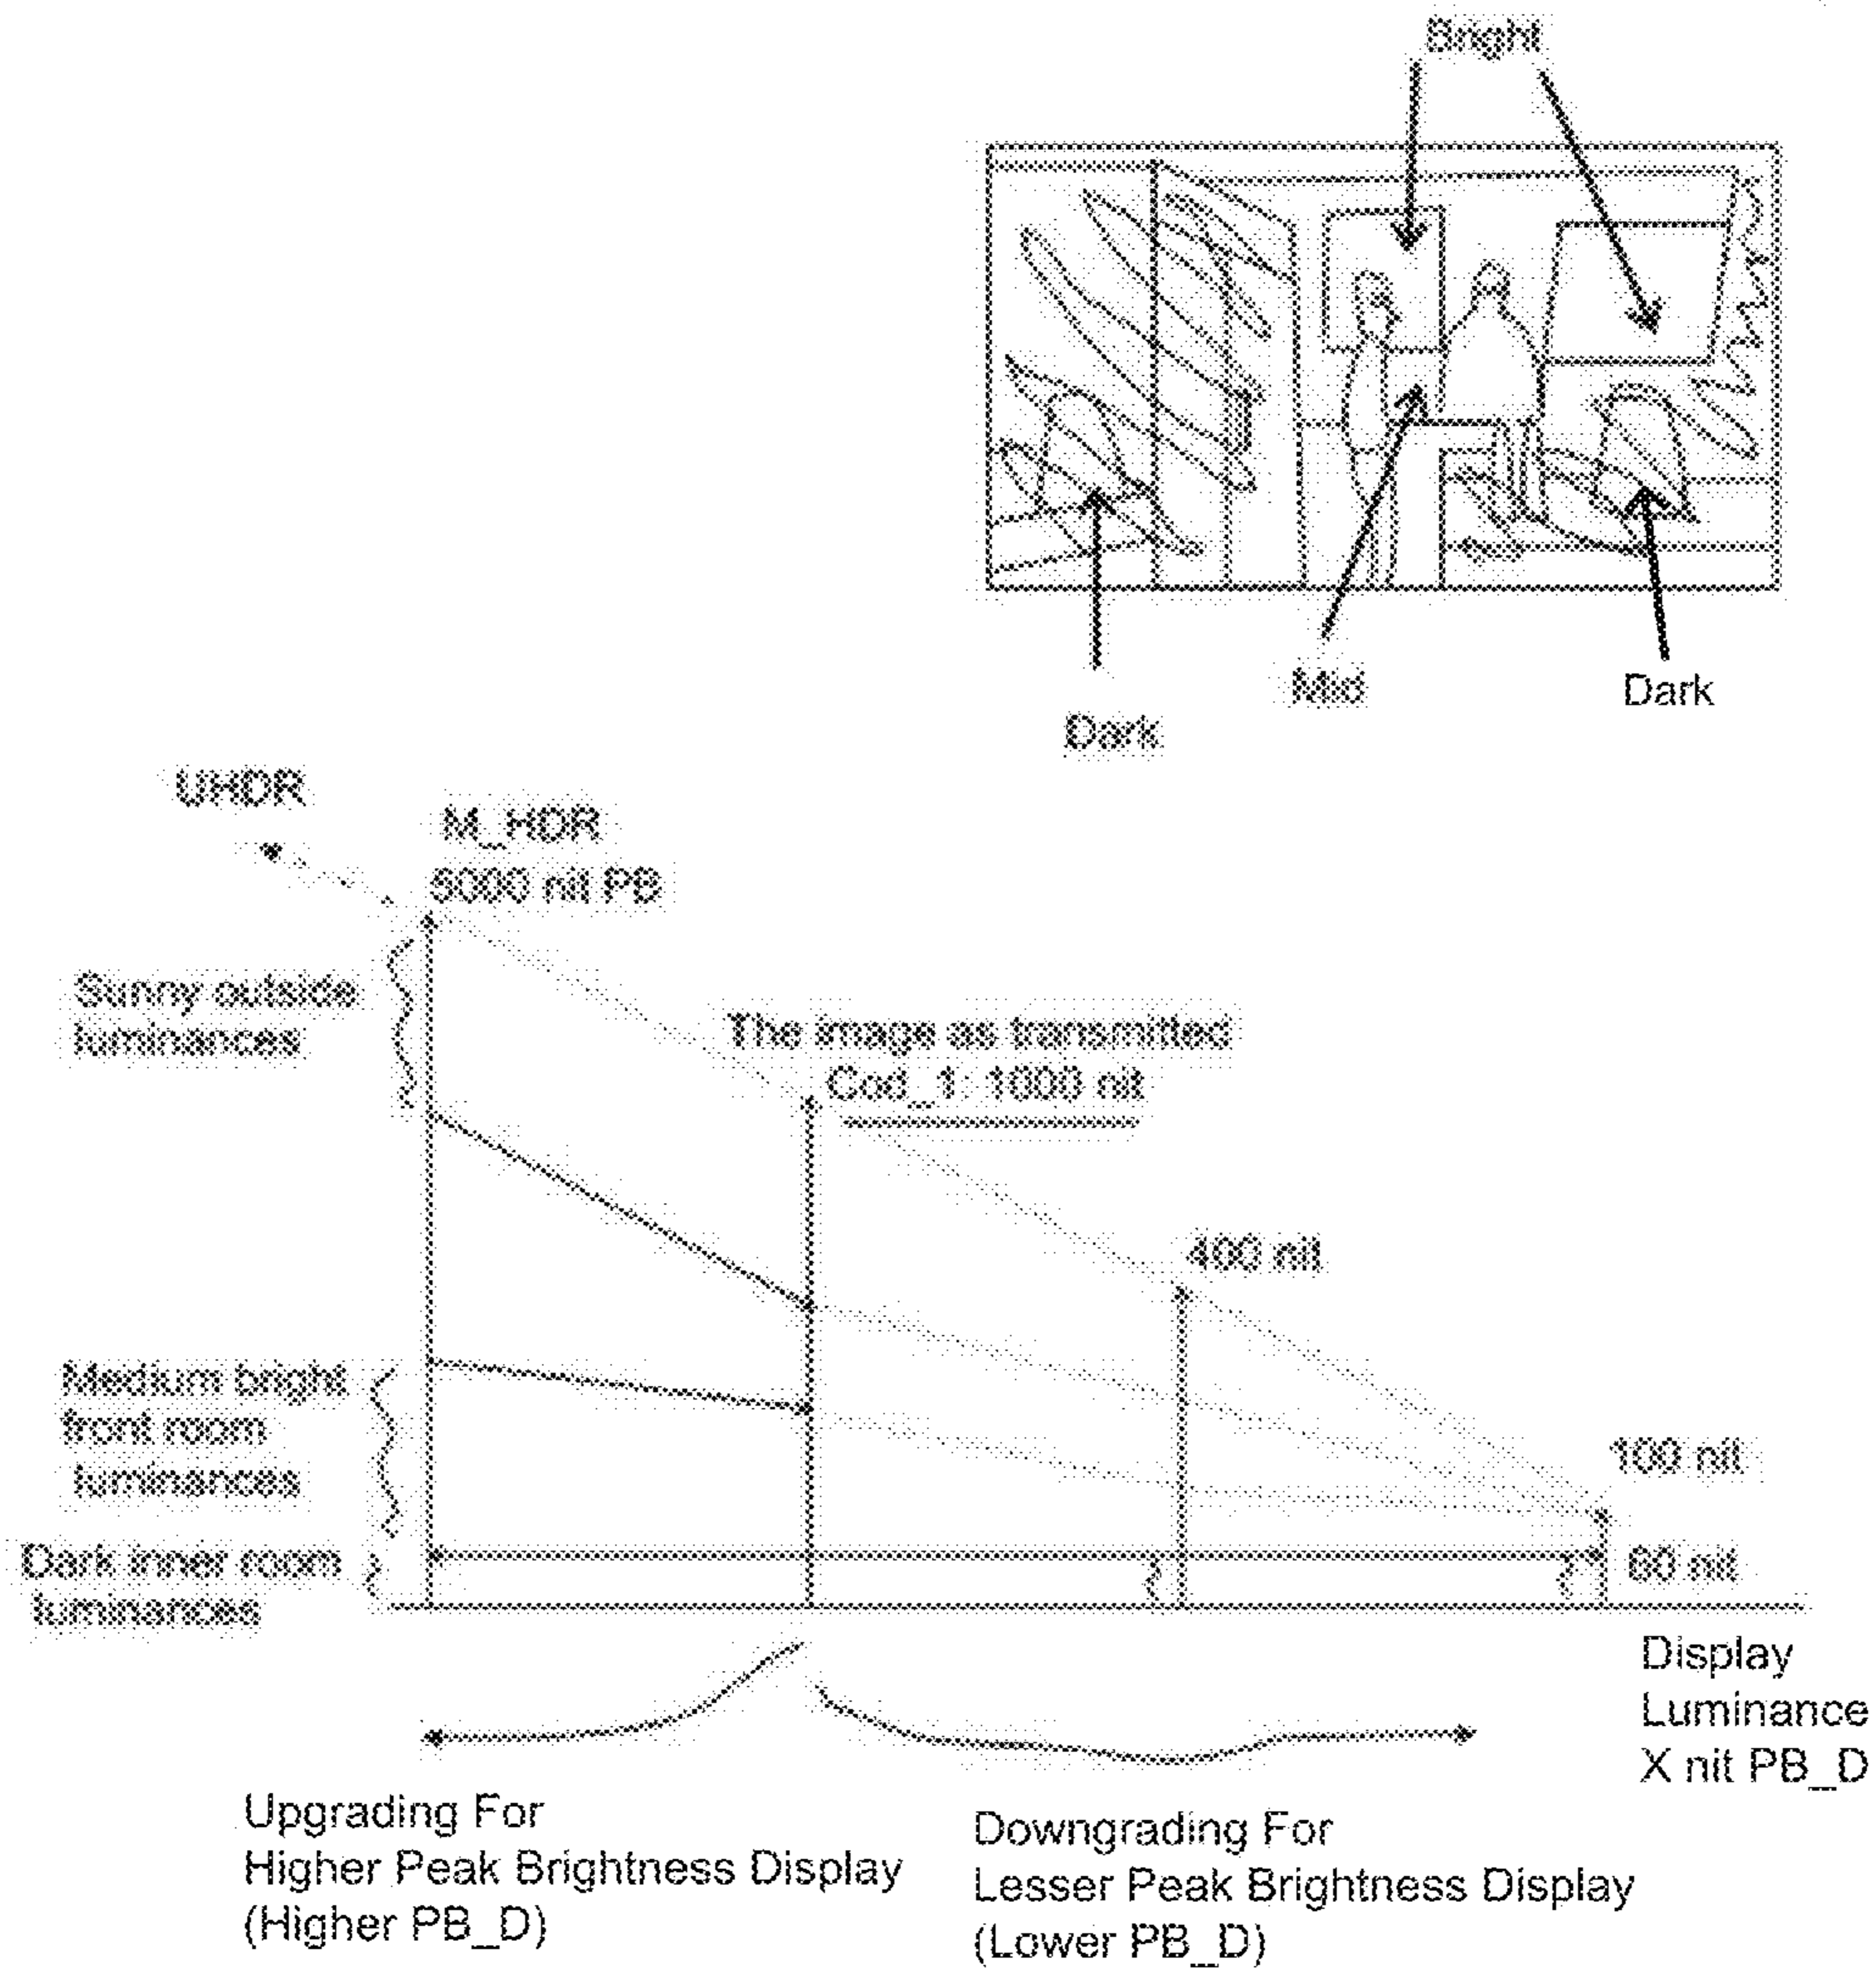 Bright
Mid
Dark
Dark
UHDR
M_HDR
5000 nit PB
Sunny outside
luminances
The image as transmitted
Cod_1: 1000 nit
400 nit
Medium bright
front room
luminances
100 nit
Dark inner room
luminances
60 nit
Display
Luminance
X nit PB_D
Upgrading For
Higher Peak Brightness Display
(Higher PB_D)
Downgrading For
Lesser Peak Brightness Display
(Lower PB_D)